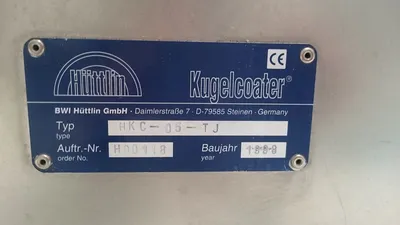 Hüttlin
Kugelcoater®
CE
BWI Hüttlin GmbH - Daimlerstraße 7 - D-79585 Steinen - Germany
Typ HKC-05-TJ
type
Auftr.-Nr. Baujahr
order No. year